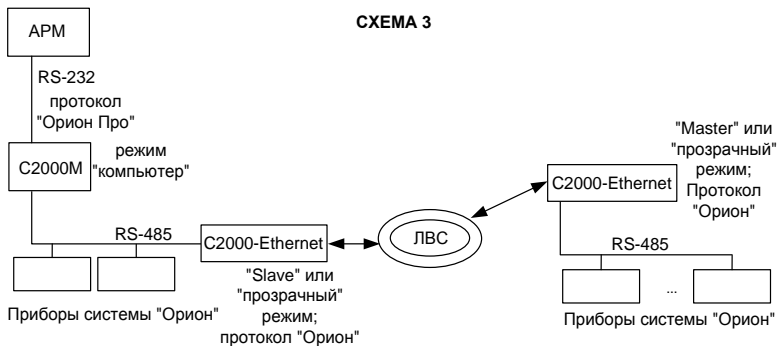 СХЕМА 3
АРМ
RS-232
протокол
"Орион Про"
С2000М
режим
"компьютер"
RS-485
С2000-Ethernet
"Slave" или
"прозрачный"
режим;
протокол "Орион"
Приборы системы "Орион"
ЛВС
С2000-Ethernet
"Master" или
"прозрачный"
режим;
Протокол
"Орион"
RS-485
...
Приборы системы "Орион"